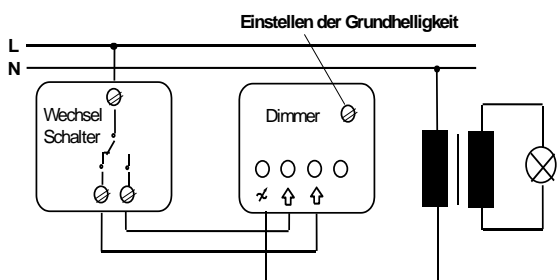 Einstellen der Grundhelligkeit
L
N
Wechsel
Schalter
Dimmer